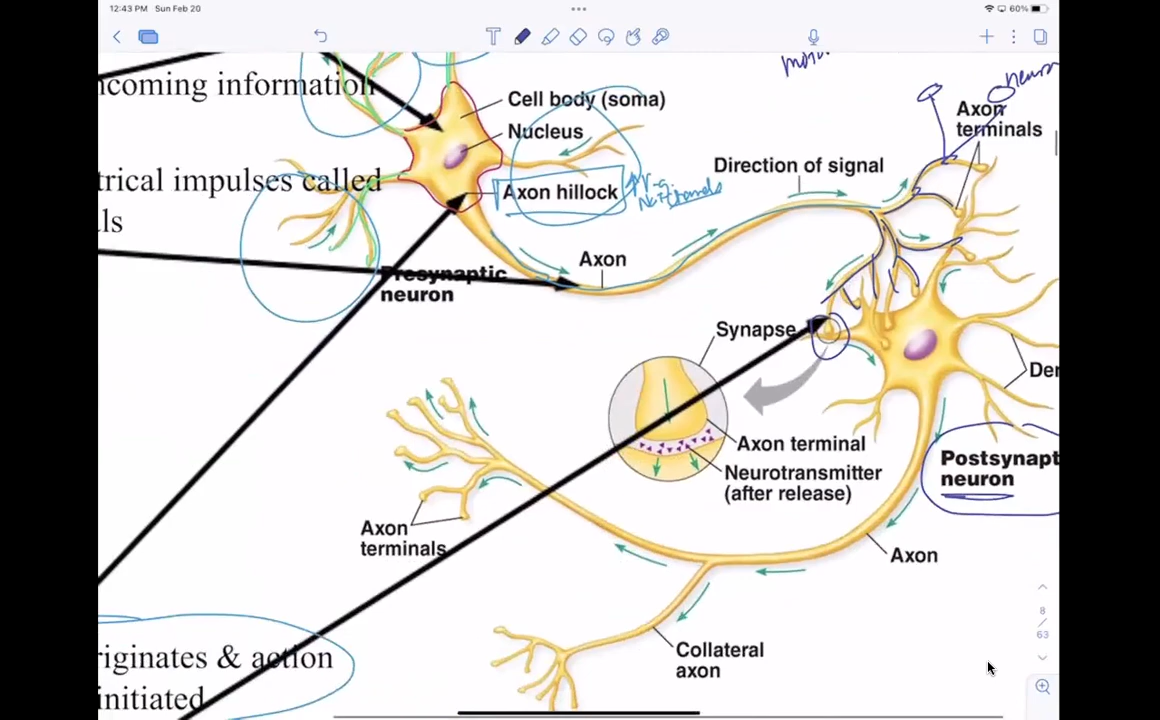 12:43 PM Sun Feb 20
60%
ncoming information
Cell body (soma)
Nucleus
neuron
Axon
terminals
trical impulses called
Axon hillock
Direction of signal
ls
Presynaptic
neuron
Axon
Synapse
Der
Axon terminal
Neurotransmitter
(after release)
Postsynapt
neuron
Axon
terminals
Axon
8
/
63
riginates & action
initiated
Collateral
axon